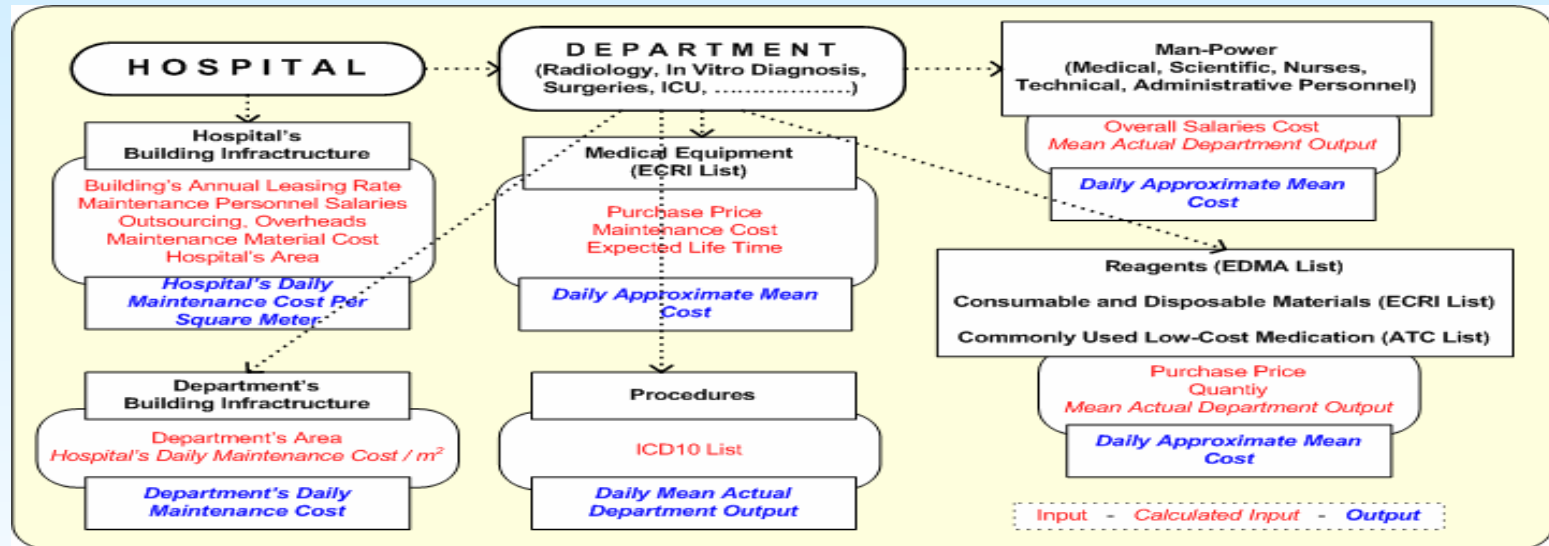 HOSPITAL
DEPARTMENT
(Radiology, In Vitro Diagnosis,
Surgeries, ICU, ..................)
Man-Power
(Medical, Scientific, Nurses,
Technical, Administrative Personnel)
Overall Salaries Cost
Mean Actual Department Output
Daily Approximate Mean
Cost
Hospital's
Building Infractructure
Building's Annual Leasing Rate
Maintenance Personnel Salaries
Outsourcing, Overheads
Maintenance Material Cost
Hospital's Area
Hospital's Daily
Maintenance Cost Per
Square Meter
Medical Equipment
(ECRI List)
Purchase Price
Maintenance Cost
Expected Life Time
Daily Approximate Mean
Cost
Reagents (EDMA List)
Consumable and Disposable Materials (ECRI List)
Commonly Used Low-Cost Medication (ATC List)
Purchase Price
Quantiy
Mean Actual Department Output
Daily Approximate Mean
Cost
Department's
Building Infractructure
Department's Area
Hospital's Daily Maintenance Cost / m²
Department's Daily
Maintenance Cost
Procedures
ICD10 List
Daily Mean Actual
Department Output
Input - Calculated Input - Output